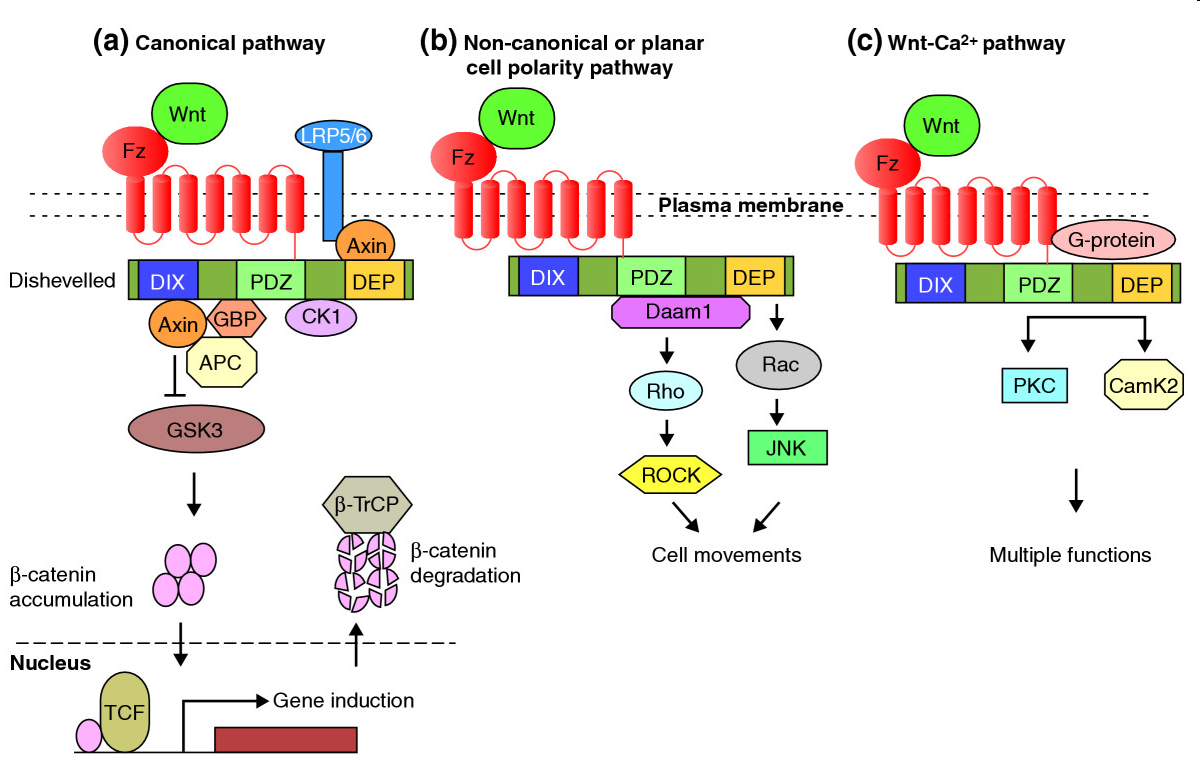 (a) Canonical pathway
Wnt
Fz
LRP5/6
Axin
Dishevelled
DIX
PDZ
DEP
Axin
GBP
CK1
APC
GSK3
β-catenin
accumulation
β-TrCP
β-catenin
degradation
Nucleus
TCF
Gene induction
(b) Non-canonical or planar
cell polarity pathway
Wnt
Fz
Plasma membrane
DIX
PDZ
DEP
Daam1
Rho
Rac
ROCK
JNK
Cell movements
(c) Wnt-Ca²⁺ pathway
Wnt
Fz
G-protein
DIX
PDZ
DEP
PKC
CamK2
Multiple functions